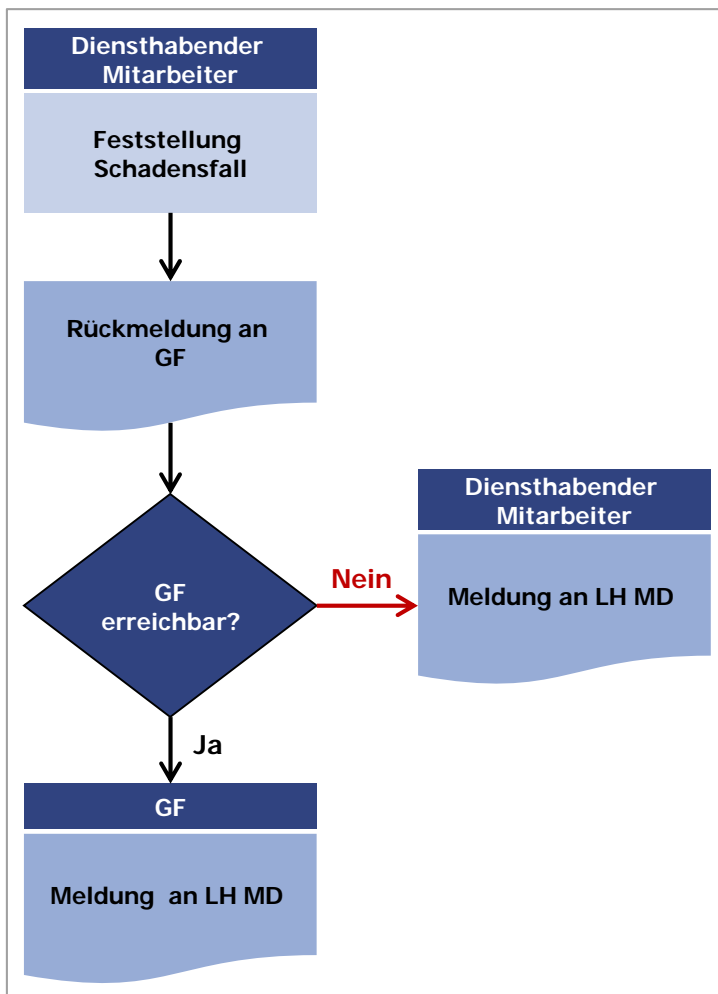 Diensthabender
Mitarbeiter
Feststellung
Schadensfall
Rückmeldung an
GF
GF
erreichbar?
Nein
Diensthabender
Mitarbeiter
Meldung an LH MD
Ja
GF
Meldung an LH MD